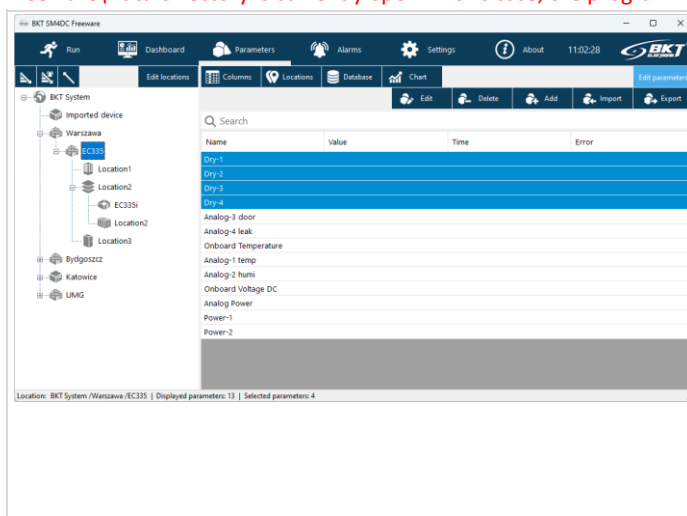 BKT SM4DC Freeware
Run Dashboard Parameters Alarms Settings About 11:02:28 BKT ELEKTRONIK
Edit locations Columns Locations Database Chart Edit parameters
BKT System
Edit Delete Add Import Export
Imported device
Search
Warszawa
Name Value Time Error
EC335
Dry-1
Location1
Dry-2
Location2
Dry-3
EC335i
Dry-4
Location2
Analog-3 door
Location3
Analog-4 leak
Onboard Temperature
Bydgoszcz
Analog-1 temp
Katowice
Analog-2 humi
UMG
Onboard Voltage DC
Analog Power
Power-1
Power-2
Location: BKT System /Warszawa /EC335 | Displayed parameters: 13 | Selected parameters: 4